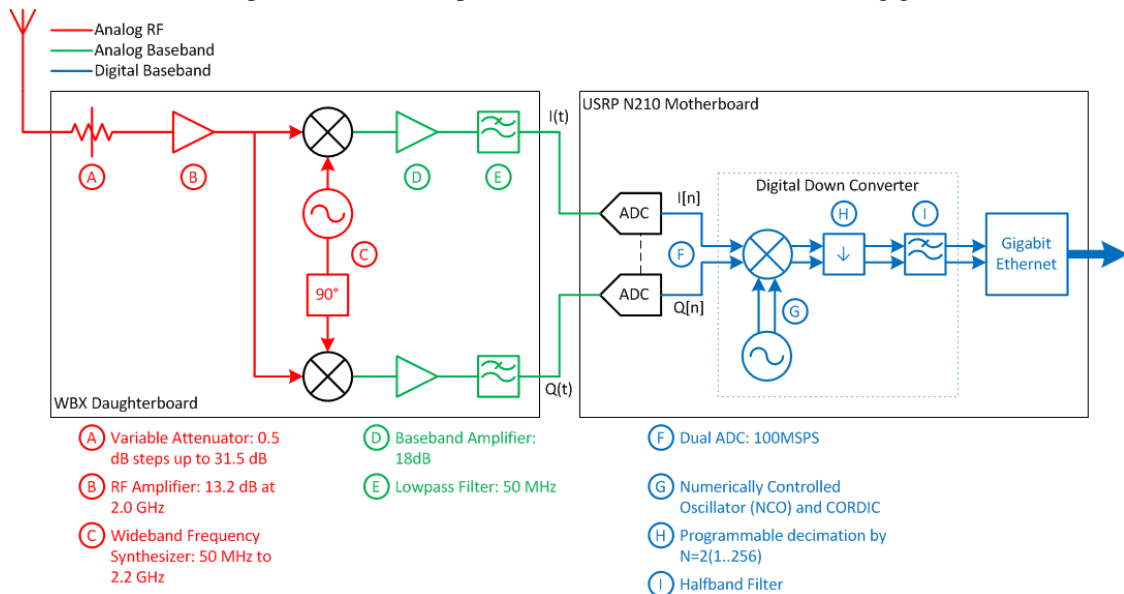 Analog RF
Analog Baseband
Digital Baseband
USRP N210 Motherboard
I(t)
A
B
D
E
C
90°
Q(t)
WBX Daughterboard
Digital Down Converter
ADC
I[n]
F
ADC
Q[n]
H
↓
I
G
Gigabit
Ethernet
A Variable Attenuator: 0.5
dB steps up to 31.5 dB
B RF Amplifier: 13.2 dB at
2.0 GHz
C Wideband Frequency
Synthesizer: 50 MHz to
2.2 GHz
D Baseband Amplifier:
18dB
E Lowpass Filter: 50 MHz
F Dual ADC: 100MSPS
G Numerically Controlled
Oscillator (NCO) and CORDIC
H Programmable decimation by
N=2(1..256)
I Halfband Filter